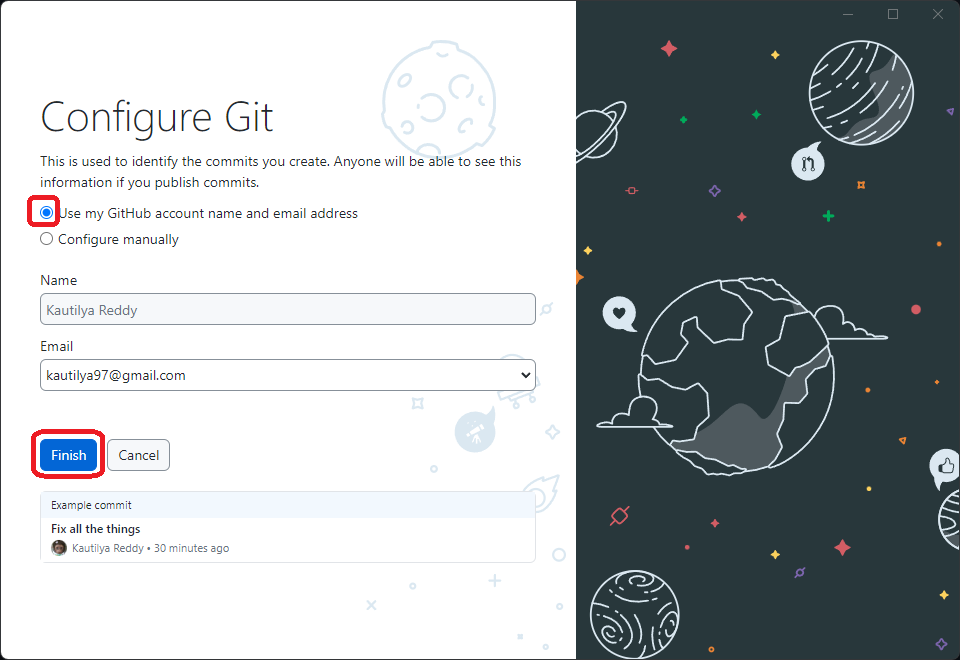 Configure Git
This is used to identify the commits you create. Anyone will be able to see this
information if you publish commits.
Use my GitHub account name and email address
Configure manually
Name
Kautilya Reddy
Email
kautilya97@gmail.com
Finish Cancel
Example commit
Fix all the things
Kautilya Reddy • 30 minutes ago